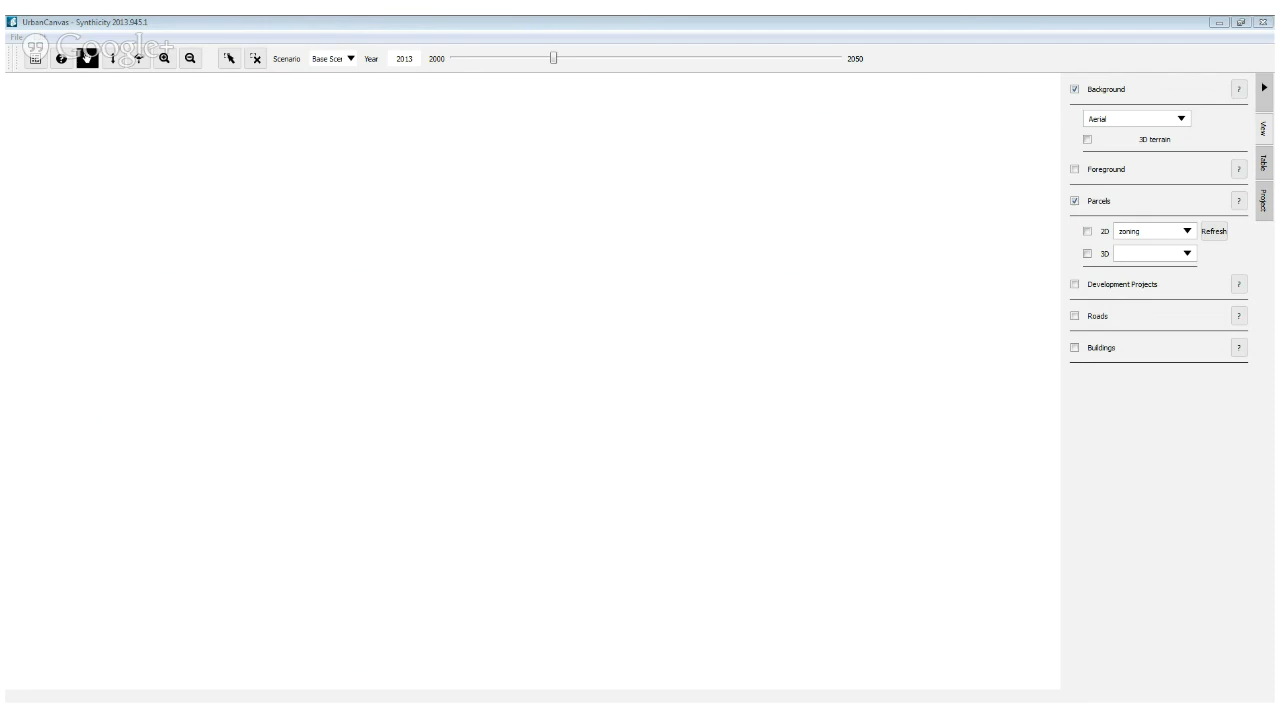 UrbanCanvas - Synthicity 2013.945.1
File
Google+
Scenario Base Scer Year 2013 2000 2050
Background ?
Aerial
3D terrain
Foreground ?
Parcels ?
2D zoning Refresh
3D
Development Projects ?
Roads ?
Buildings ?
View
Table
Project